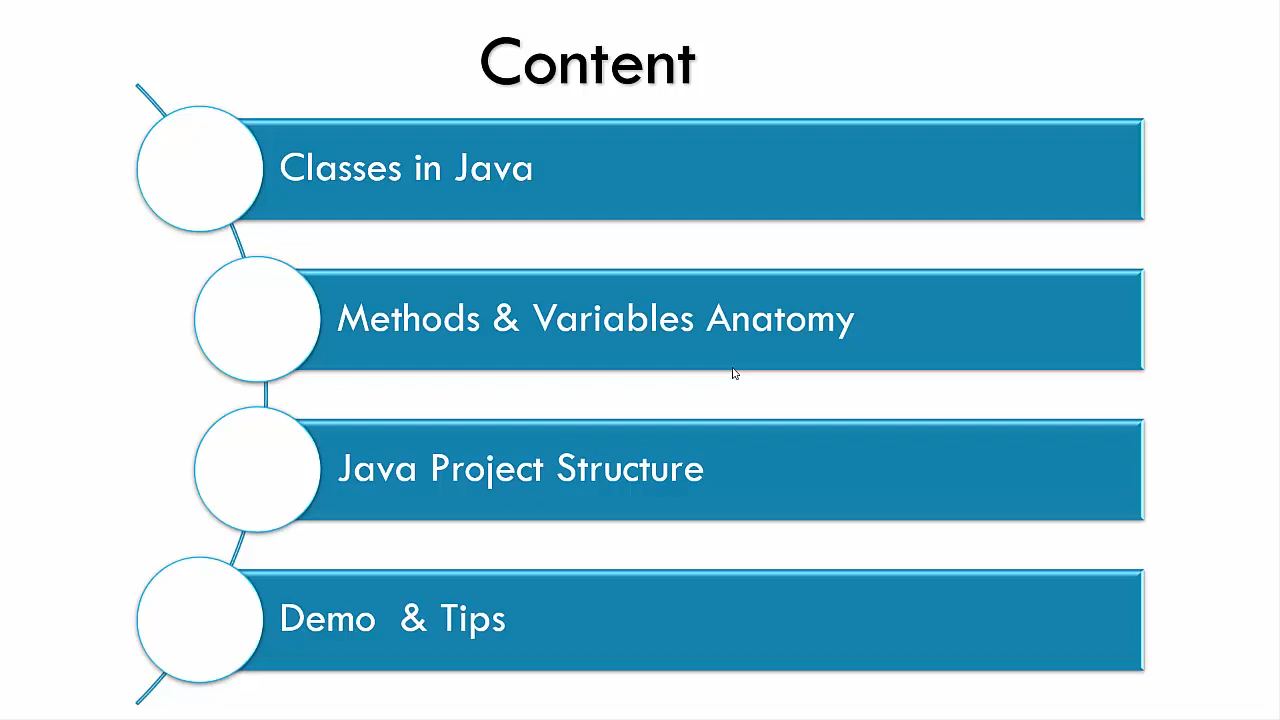 Content
Classes in Java
Methods & Variables Anatomy
Java Project Structure
Demo  & Tips